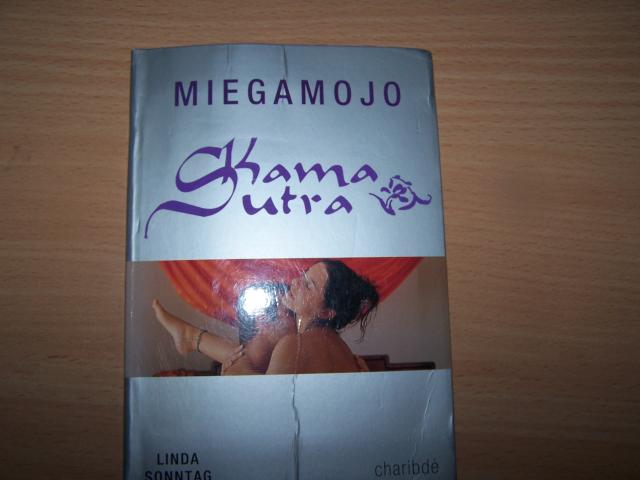 MIEGAMOJO
Kama
Sutra
LINDA
SONNTAG
charibdė